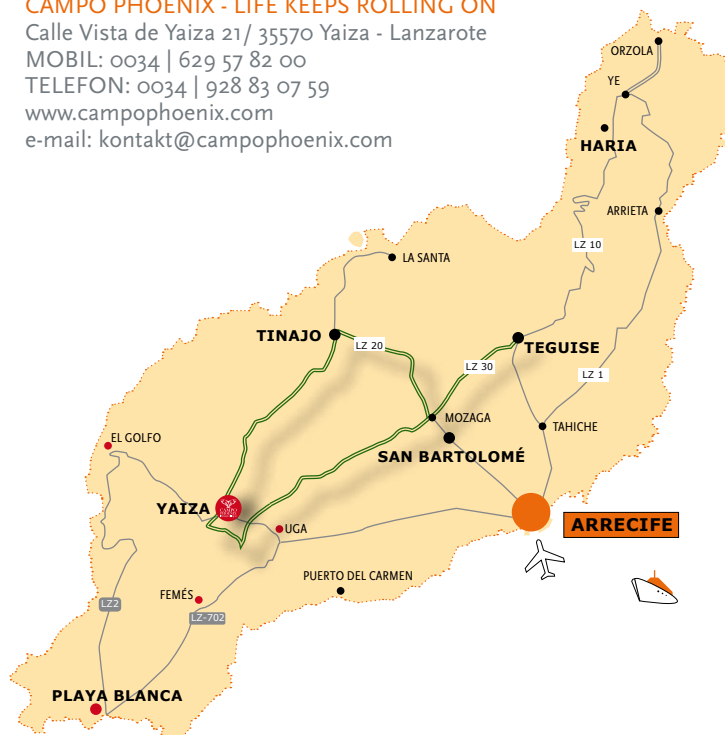 CAMPO PHOENIX - LIFE KEEPS ROLLING ON
Calle Vista de Yaiza 21/ 35570 Yaiza - Lanzarote
MOBIL: 0034 | 629 57 82 00
TELEFON: 0034 | 928 83 07 59
www.campophoenix.com
e-mail: kontakt@campophoenix.com
ORZOLA
YE
HARIA
ARRIETA
LZ 10
LA SANTA
TINAJO
LZ 20
TEGUISE
LZ 30
LZ 1
MOZAGA
TAHICHE
EL GOLFO
SAN BARTOLOMÉ
YAIZA
UGA
ARRECIFE
PUERTO DEL CARMEN
FEMÉS
LZ2
LZ-702
PLAYA BLANCA